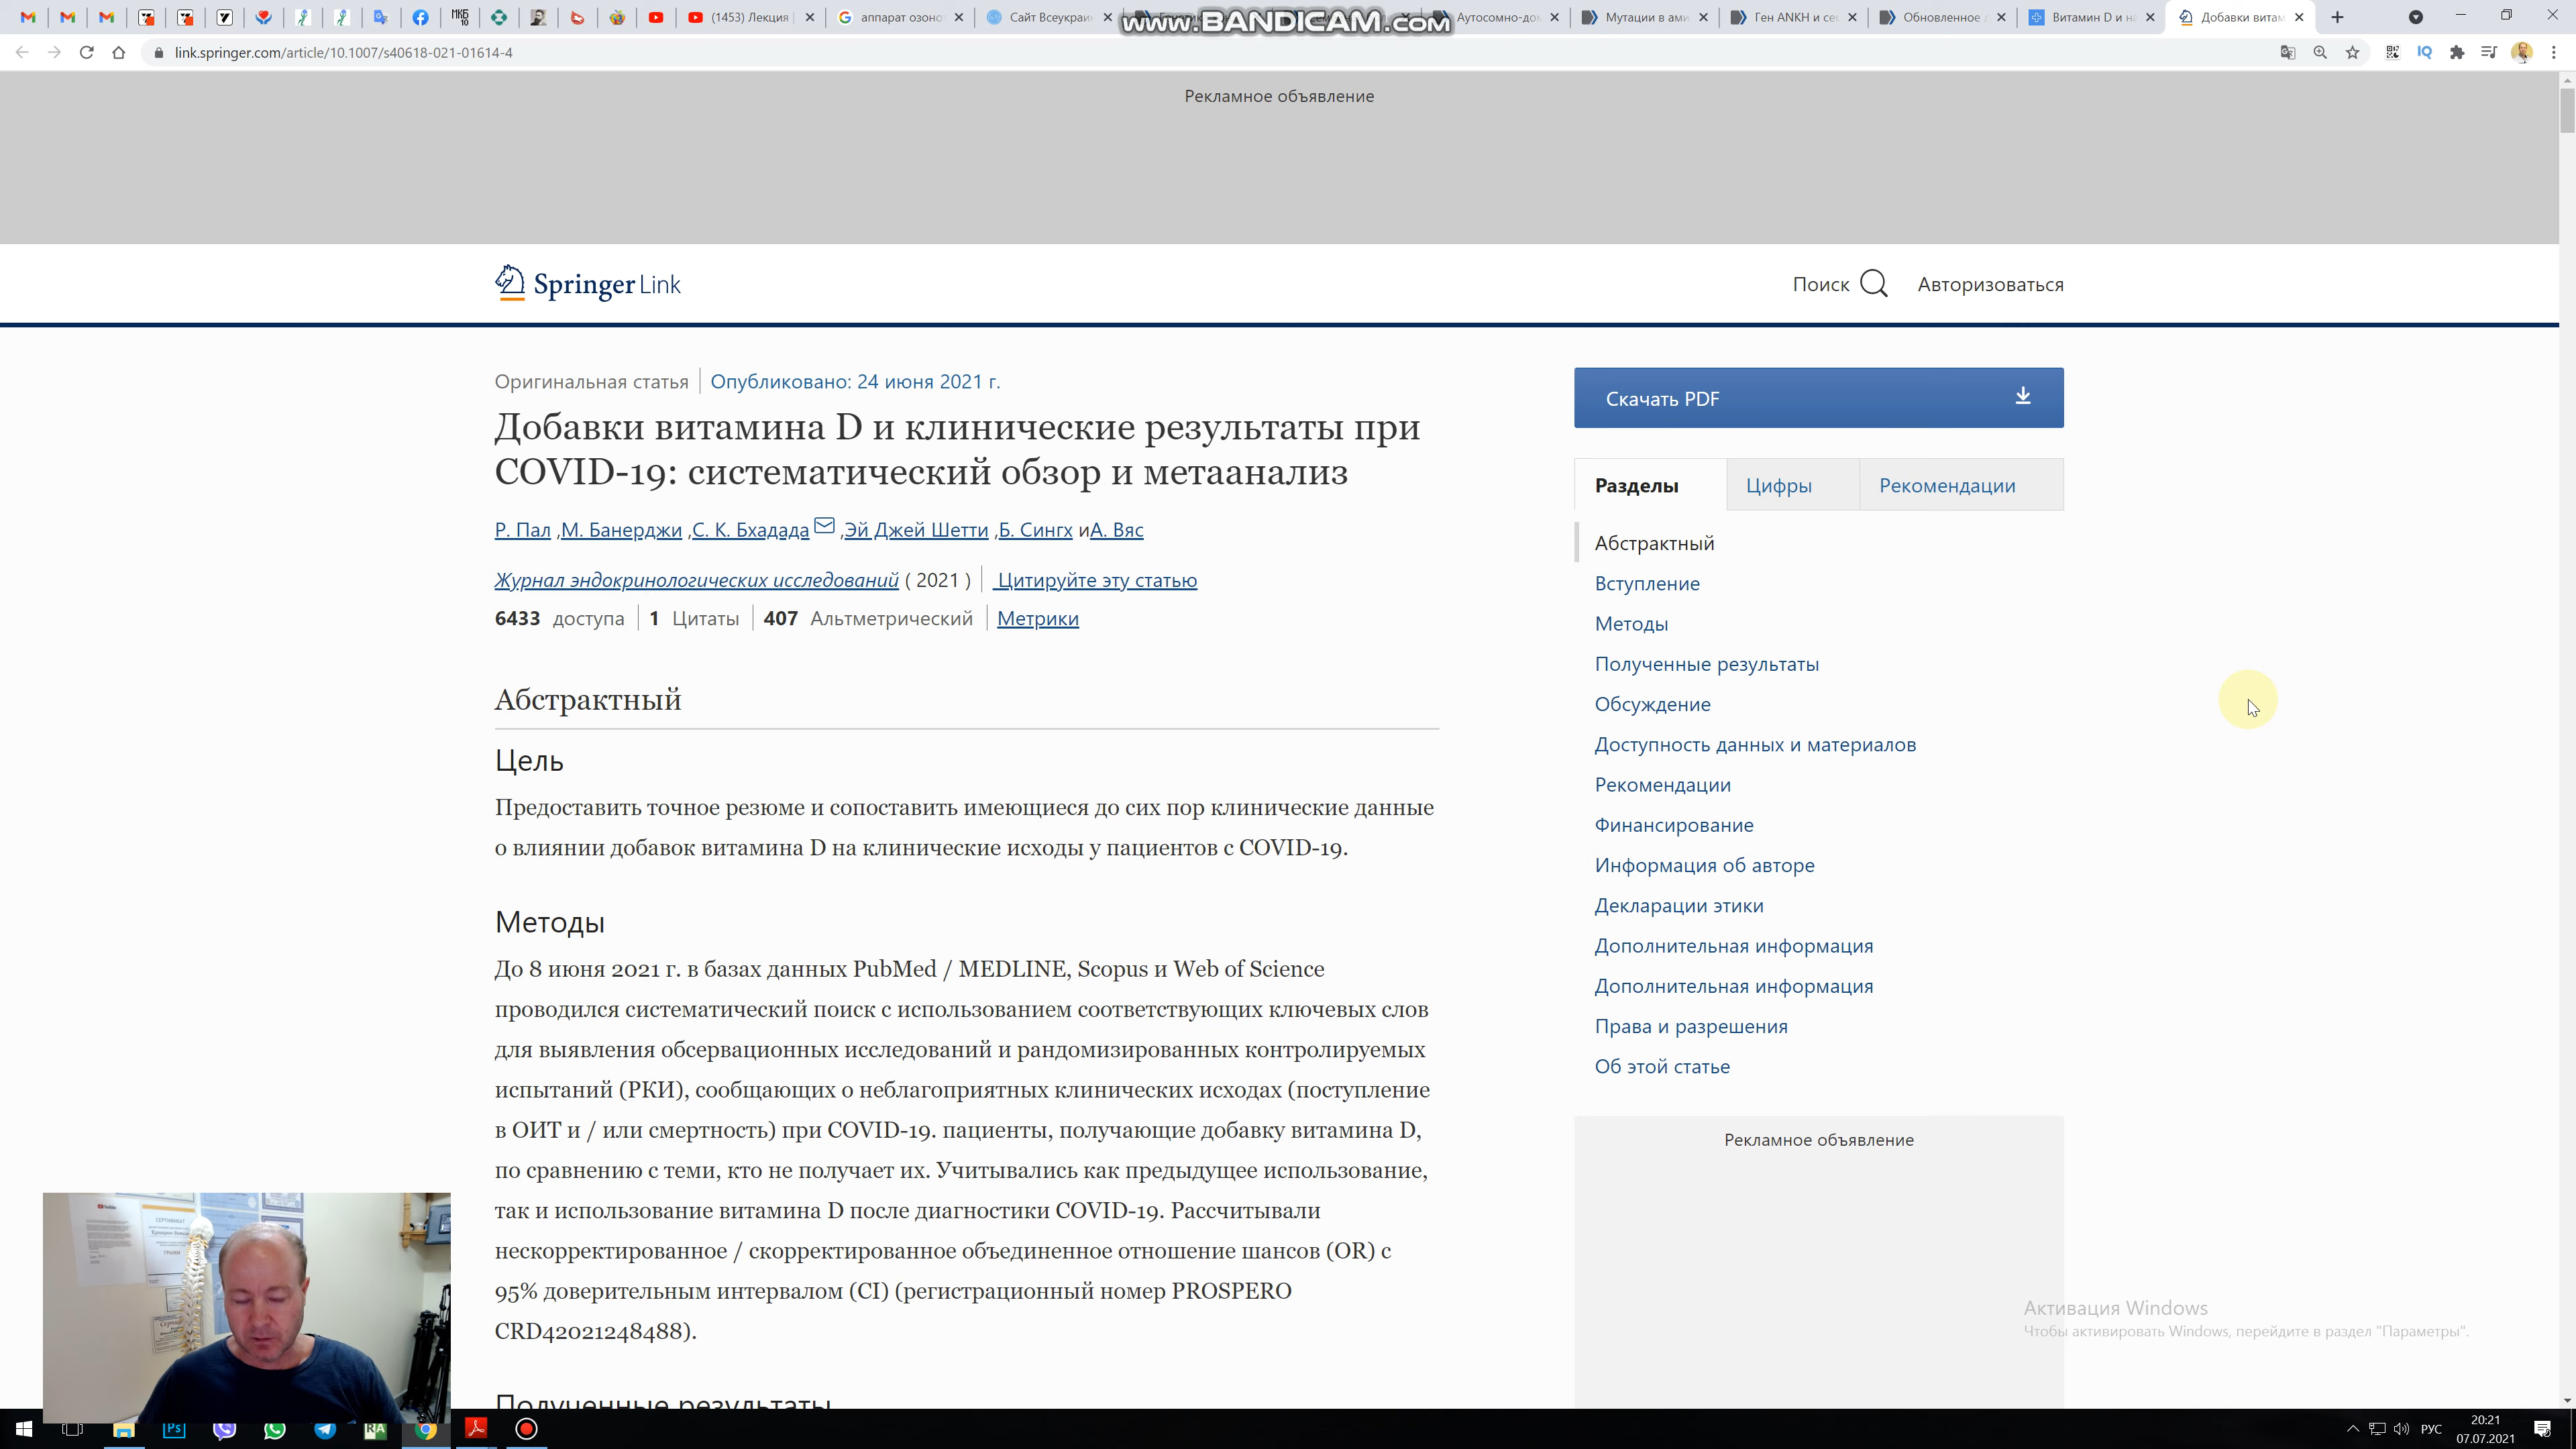 (1453) Лекция
аппарат озоно
Сайт Всеукраин
www.BANDICAM.com
Аутосомно-до
Мутации в ами
Ген ANKH и се
Обновленное
Витамин D и н
Добавки витам
link.springer.com/article/10.1007/s40618-021-01614-4
Рекламное объявление
Springer Link
Поиск
Авторизоваться
Оригинальная статья
Опубликовано: 24 июня 2021 г.
Добавки витамина D и клинические результаты при
COVID-19: систематический обзор и метаанализ
Р. Пал ,М. Банерджи ,С. К. Бхадада ,Эй Джей Шетти ,Б. Сингх иА. Вяс
Журнал эндокринологических исследований ( 2021 ) Цитируйте эту статью
6433 доступа 1 Цитаты 407 Альтметрический Метрики
Абстрактный
Цель
Предоставить точное резюме и сопоставить имеющиеся до сих пор клинические данные
о влиянии добавок витамина D на клинические исходы у пациентов с COVID-19.
Методы
До 8 июня 2021 г. в базах данных PubMed / MEDLINE, Scopus и Web of Science
проводился систематический поиск с использованием соответствующих ключевых слов
для выявления обсервационных исследований и рандомизированных контролируемых
испытаний (РКИ), сообщающих о неблагоприятных клинических исходах (поступление
в ОИТ и / или смертность) при COVID-19. пациенты, получающие добавку витамина D,
по сравнению с теми, кто не получает их. Учитывались как предыдущее использование,
так и использование витамина D после диагностики COVID-19. Рассчитывали
нескорректированное / скорректированное объединенное отношение шансов (OR) с
95% доверительным интервалом (CI) (регистрационный номер PROSPERO
CRD42021248488).
Полученные результаты
Скачать PDF
Разделы
Цифры
Рекомендации
Абстрактный
Вступление
Методы
Полученные результаты
Обсуждение
Доступность данных и материалов
Рекомендации
Финансирование
Информация об авторе
Декларации этики
Дополнительная информация
Дополнительная информация
Права и разрешения
Об этой статье
Рекламное объявление
Активация Windows
Чтобы активировать Windows, перейдите в раздел "Параметры".
РУС
20:21
07.07.2021